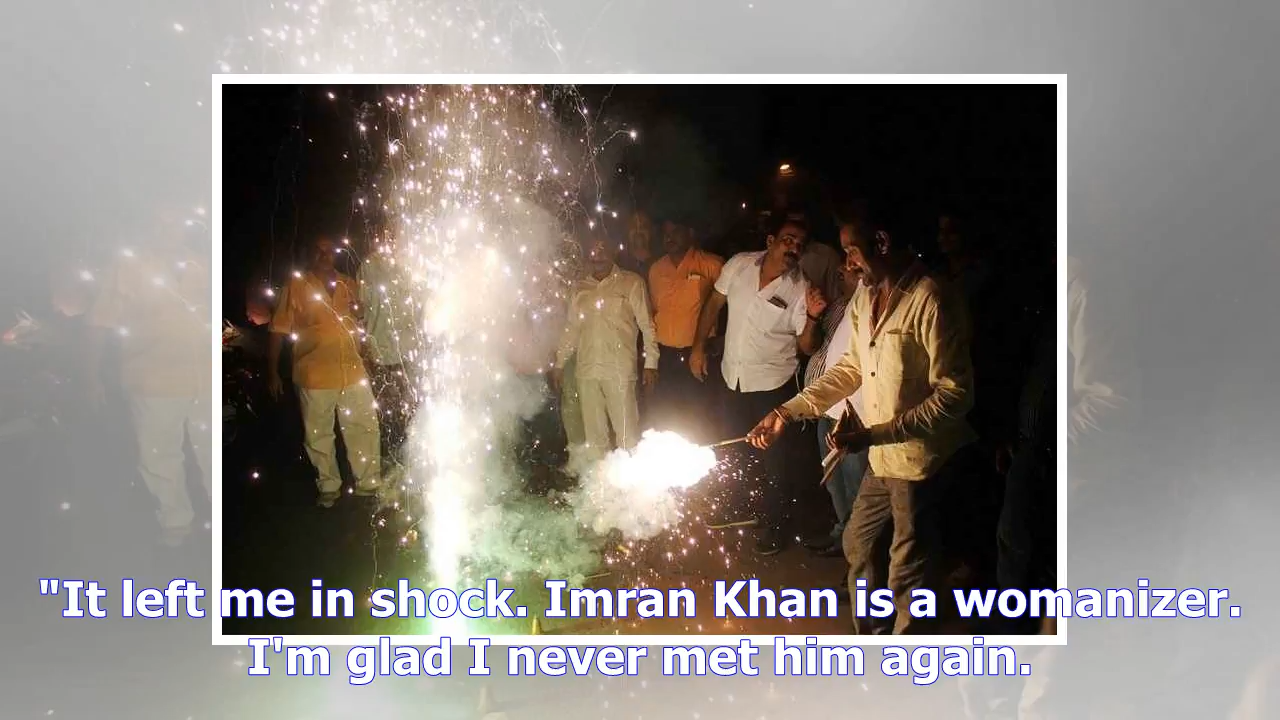 "It left me in shock. Imran Khan is a womanizer.
I'm glad I never met him again.